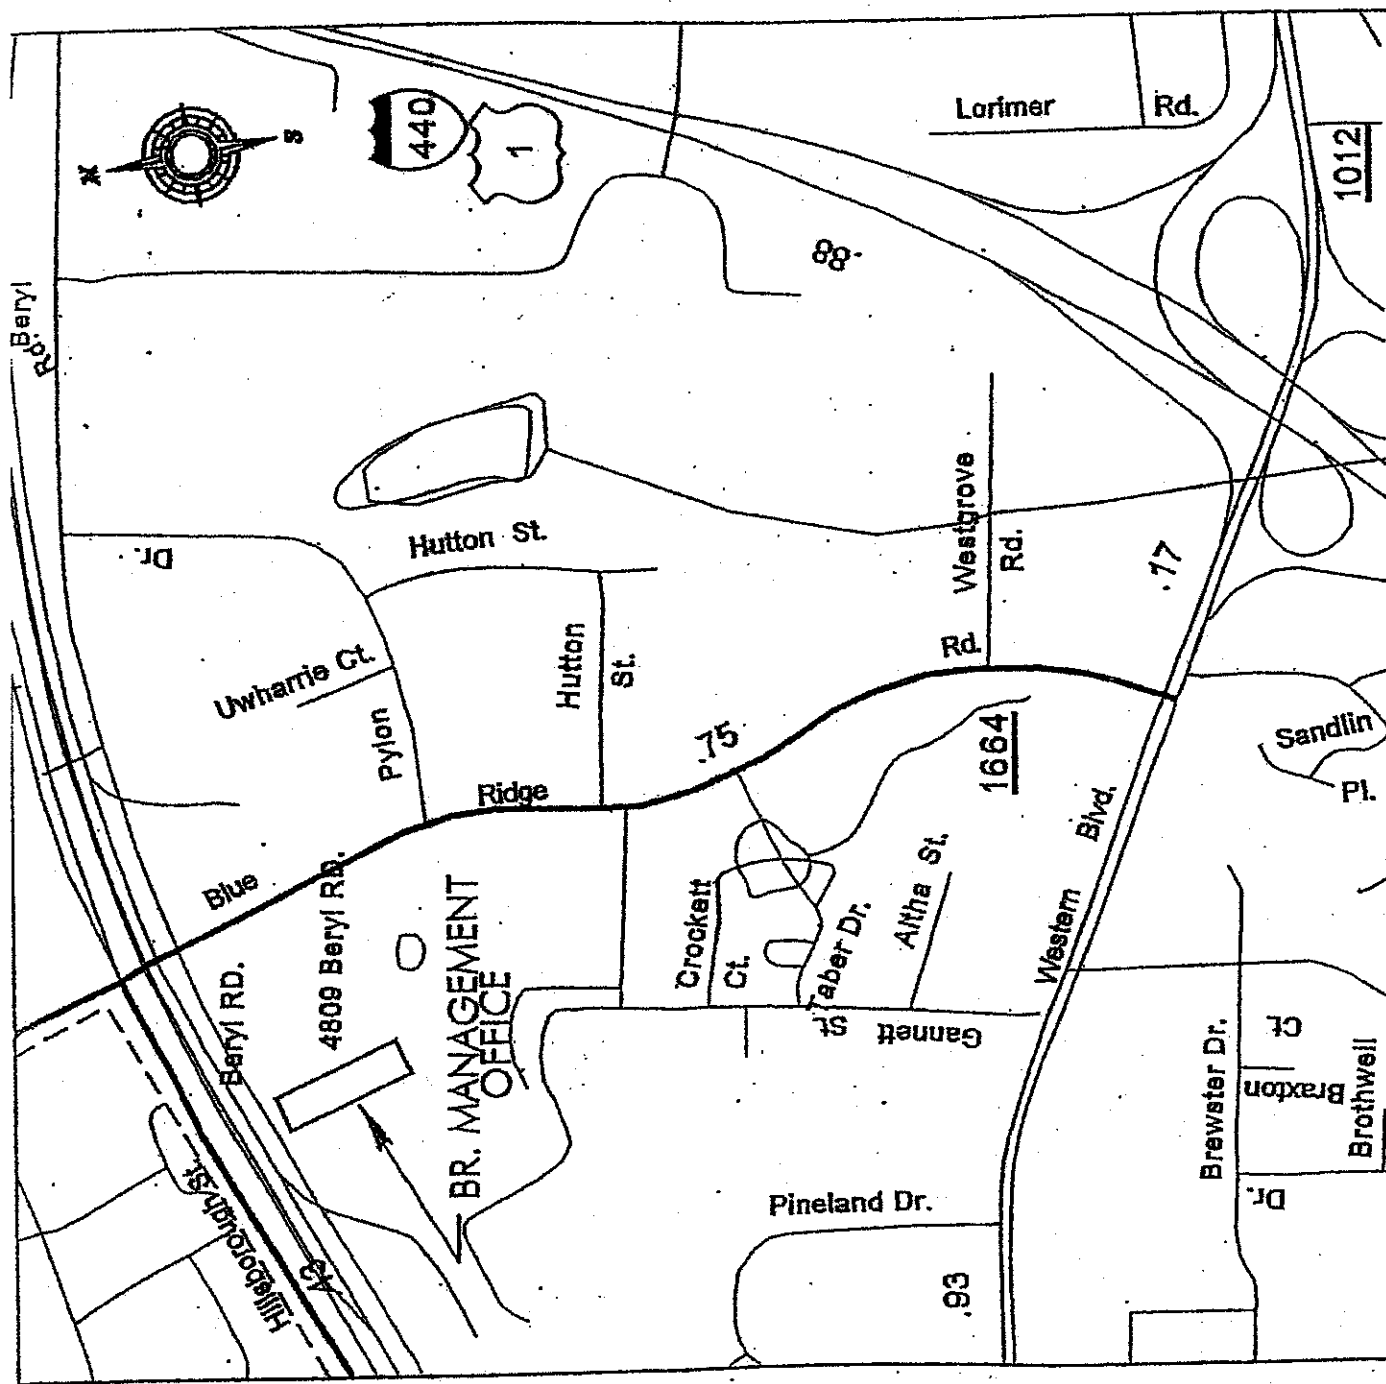 Beryl
Rd.
N
S
440
1
Lorimer
Rd.
1012
.88
Dr.
Hutton St.
Westgrove
Rd.
.17
Uwharrie Ct.
Hutton
St.
Pylon
Rd.
.75
1664
Sandlin
Pl.
Ridge
Blue
Blvd.
Western
Altha St.
Crockett
Ct.
Taber Dr.
St.
Gannett
Beryl RD.
4809 Beryl RD.
BR. MANAGEMENT
OFFICE
Hillsborough St.
.43
Pineland Dr.
.93
Brewster Dr.
Braxton
Ct.
Brothwell
Dr.